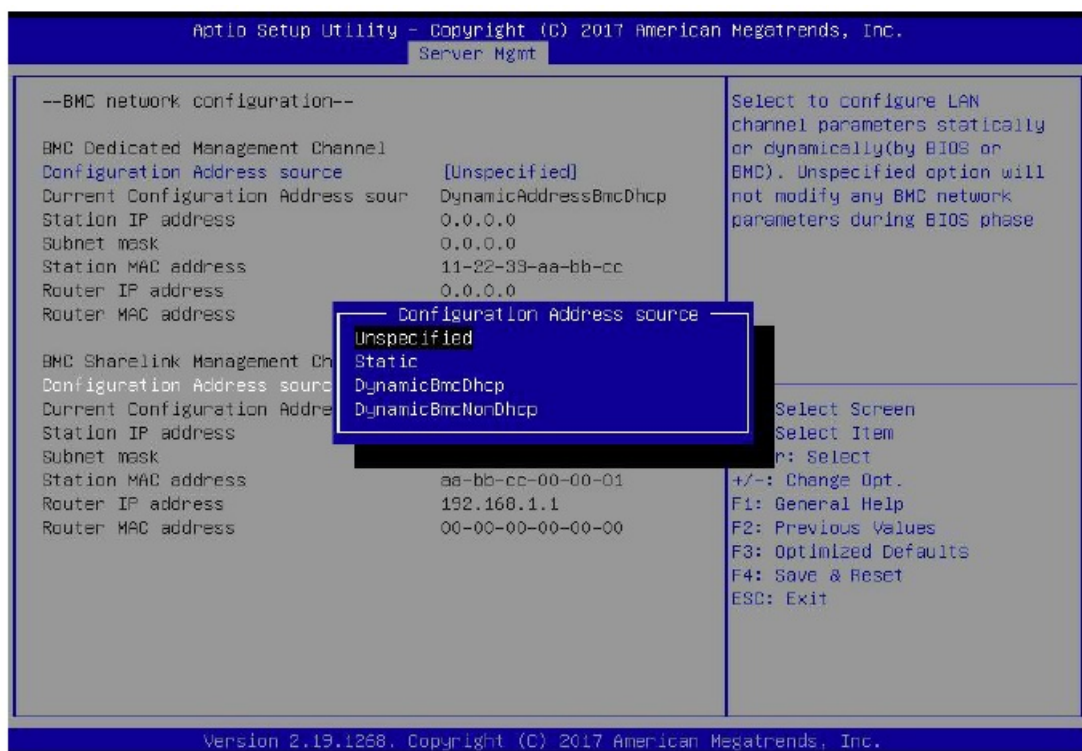 Aptio Setup Utility - Copyright (C) 2017 American Megatrends, Inc.
Server Mgmt
--BMC network configuration--
BMC Dedicated Management Channel
Configuration Address source [Unspecified]
Current Configuration Address sour DynamicAddressBmcDhcp
Station IP address 0.0.0.0
Subnet mask 0.0.0.0
Station MAC address 11-22-33-aa-bb-cc
Router IP address 0.0.0.0
Router MAC address
BMC Sharelink Management Ch
Configuration Address sourc
Current Configuration Addre
Station IP address
Subnet mask
Station MAC address aa-bb-cc-00-00-01
Router IP address 192.168.1.1
Router MAC address 00-00-00-00-00-00
Configuration Address source
Unspecified
Static
DynamicBmcDhcp
DynamicBmcNonDhcp
Select to configure LAN
channel parameters statically
or dynamically(by BIOS or
BMC). Unspecified option will
not modify any BMC network
parameters during BIOS phase
Select Screen
Select Item
r: Select
+/-: Change Opt.
F1: General Help
F2: Previous Values
F3: Optimized Defaults
F4: Save & Reset
ESC: Exit
Version 2.19.1268. Copyright (C) 2017 American Megatrends, Inc.